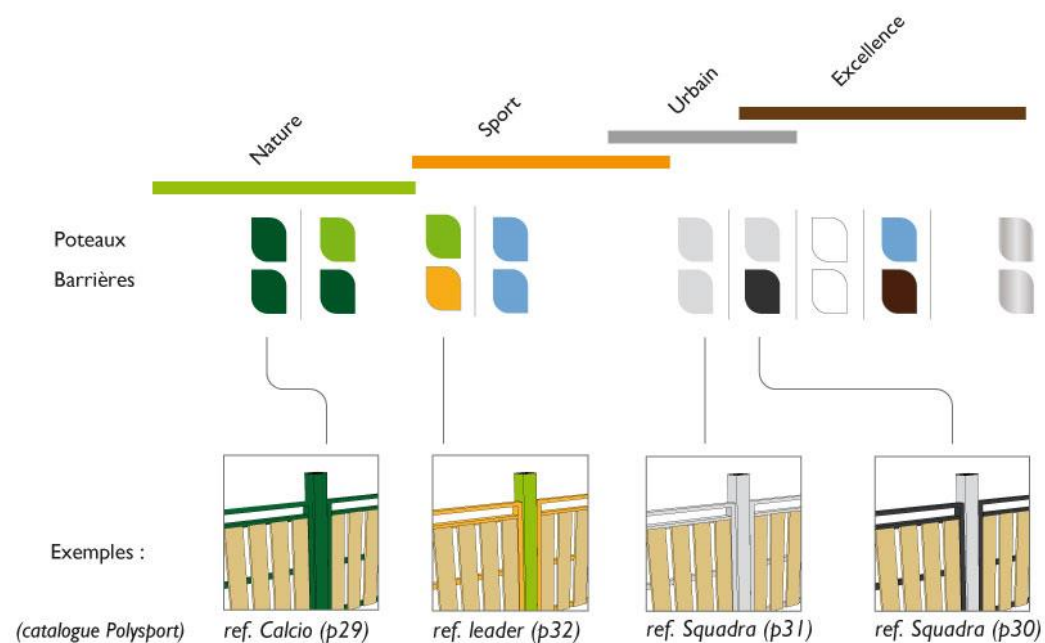 Nature
Sport
Urbain
Excellence
Poteaux
Barrières
Exemples :
(catalogue Polysport)
ref. Calcio (p29)
ref. leader (p32)
ref. Squadra (p31)
ref. Squadra (p30)